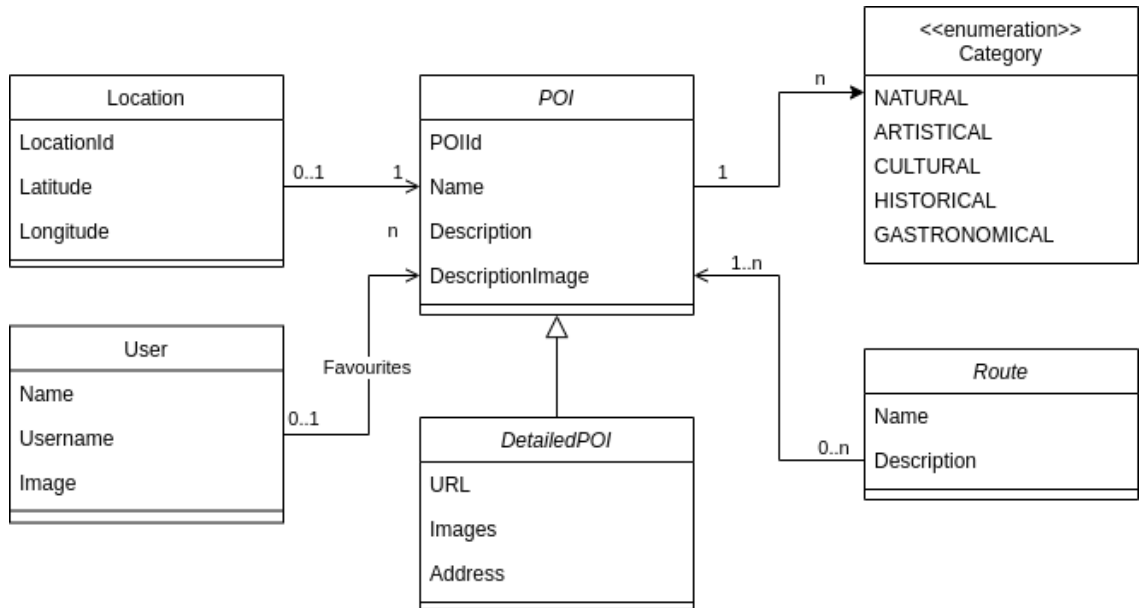 Location
LocationId
Latitude
Longitude
0..1
1
POI
POIId
Name
Description
DescriptionImage
1
n
<<enumeration>>
Category
NATURAL
ARTISTICAL
CULTURAL
HISTORICAL
GASTRONOMICAL
User
Name
Username
Image
0..1
Favourites
n
DetailedPOI
URL
Images
Address
1..n
0..n
Route
Name
Description